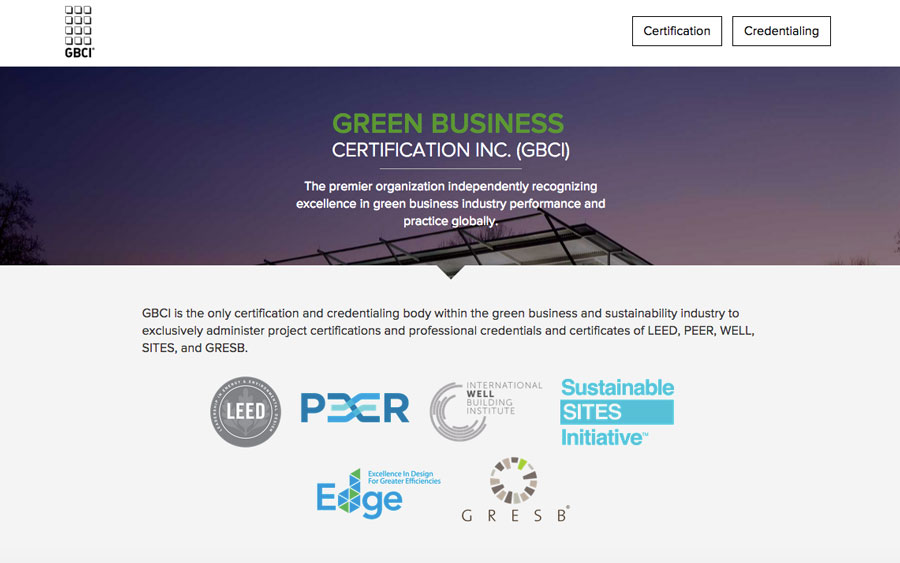 GBCI®
Certification
Credentialing
GREEN BUSINESS
CERTIFICATION INC. (GBCI)
The premier organization independently recognizing
excellence in green business industry performance and
practice globally.
GBCI is the only certification and credentialing body within the green business and sustainability industry to
exclusively administer project certifications and professional credentials and certificates of LEED, PEER, WELL,
SITES, and GRESB.
LEADERSHIP IN ENERGY & ENVIRONMENTAL DESIGN
LEED
PEER
INTERNATIONAL
WELL
BUILDING
INSTITUTE
Sustainable
SITES
Initiative™
Edge
Excellence In Design
For Greater Efficiencies
GRESB®